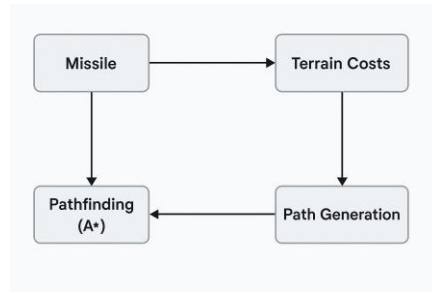 Missile
Terrain Costs
Pathfinding
(A*)
Path Generation